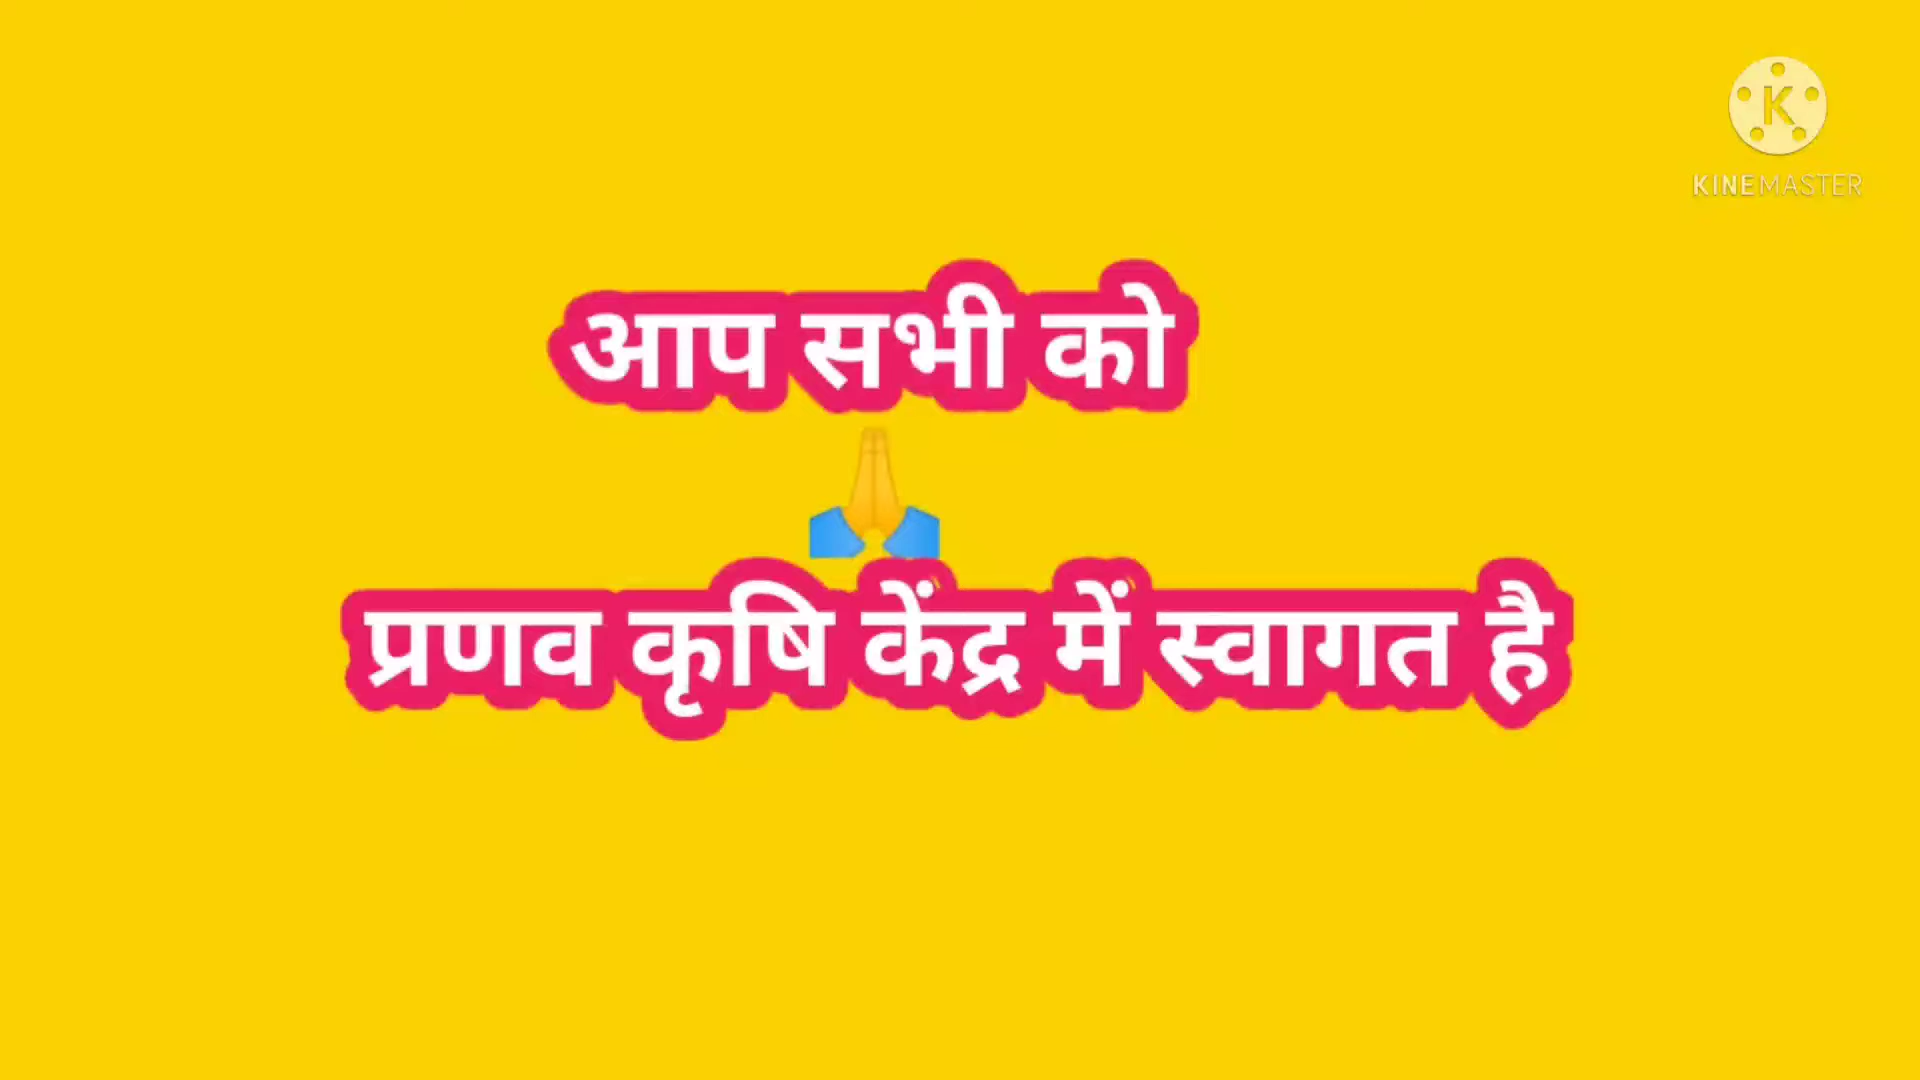 K
KINEMASTER
आप सभी को
🙏
प्रणव कृषि केंद्र में स्वागत है